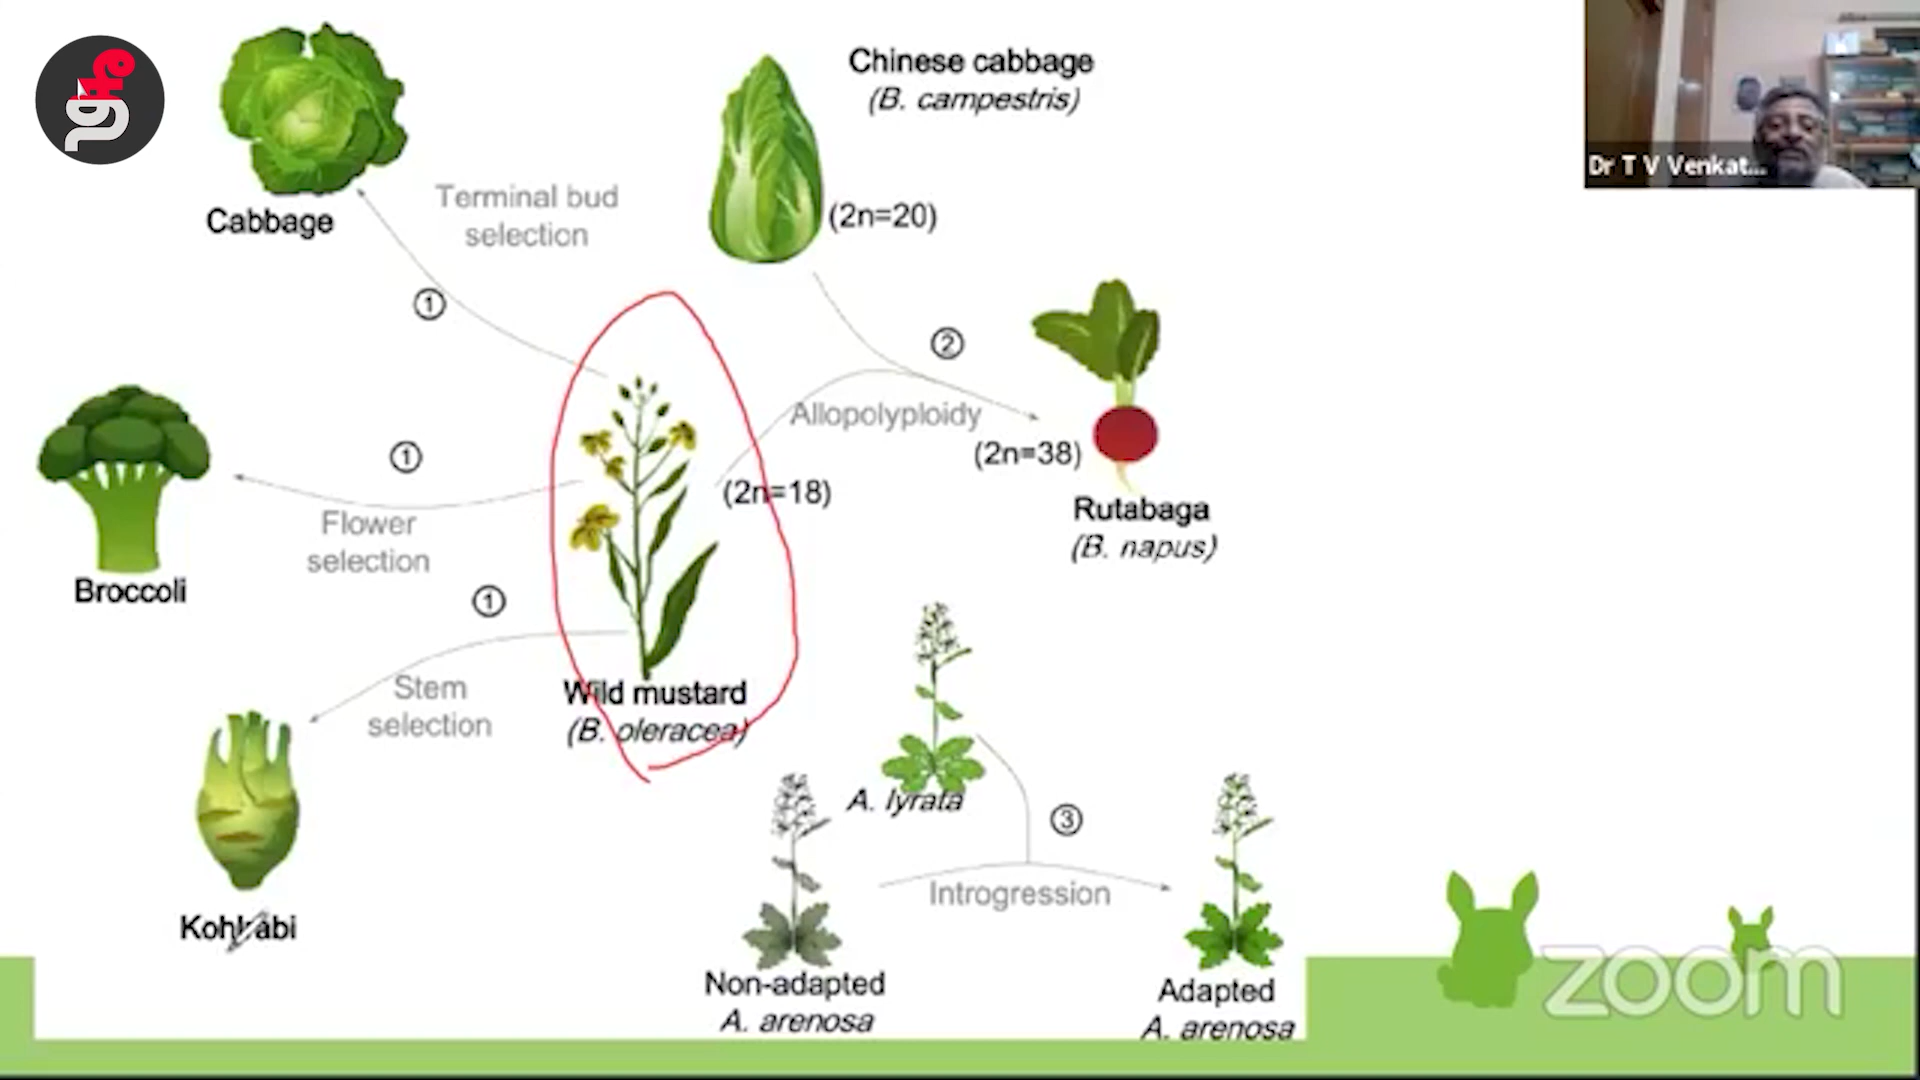 Cabbage
Terminal bud
selection
Chinese cabbage
(B. campestris)
(2n=20)
Dr T V Venkat...
1
2
Allopolyploidy
(2n=38)
Rutabaga
(B. napus)
1
Flower
selection
Broccoli
(2n=18)
1
Stem
selection
Wild mustard
(B. oleracea)
Kohlrabi
A. lyrata
3
Introgression
Non-adapted
A. arenosa
Adapted
A. arenosa
zoom